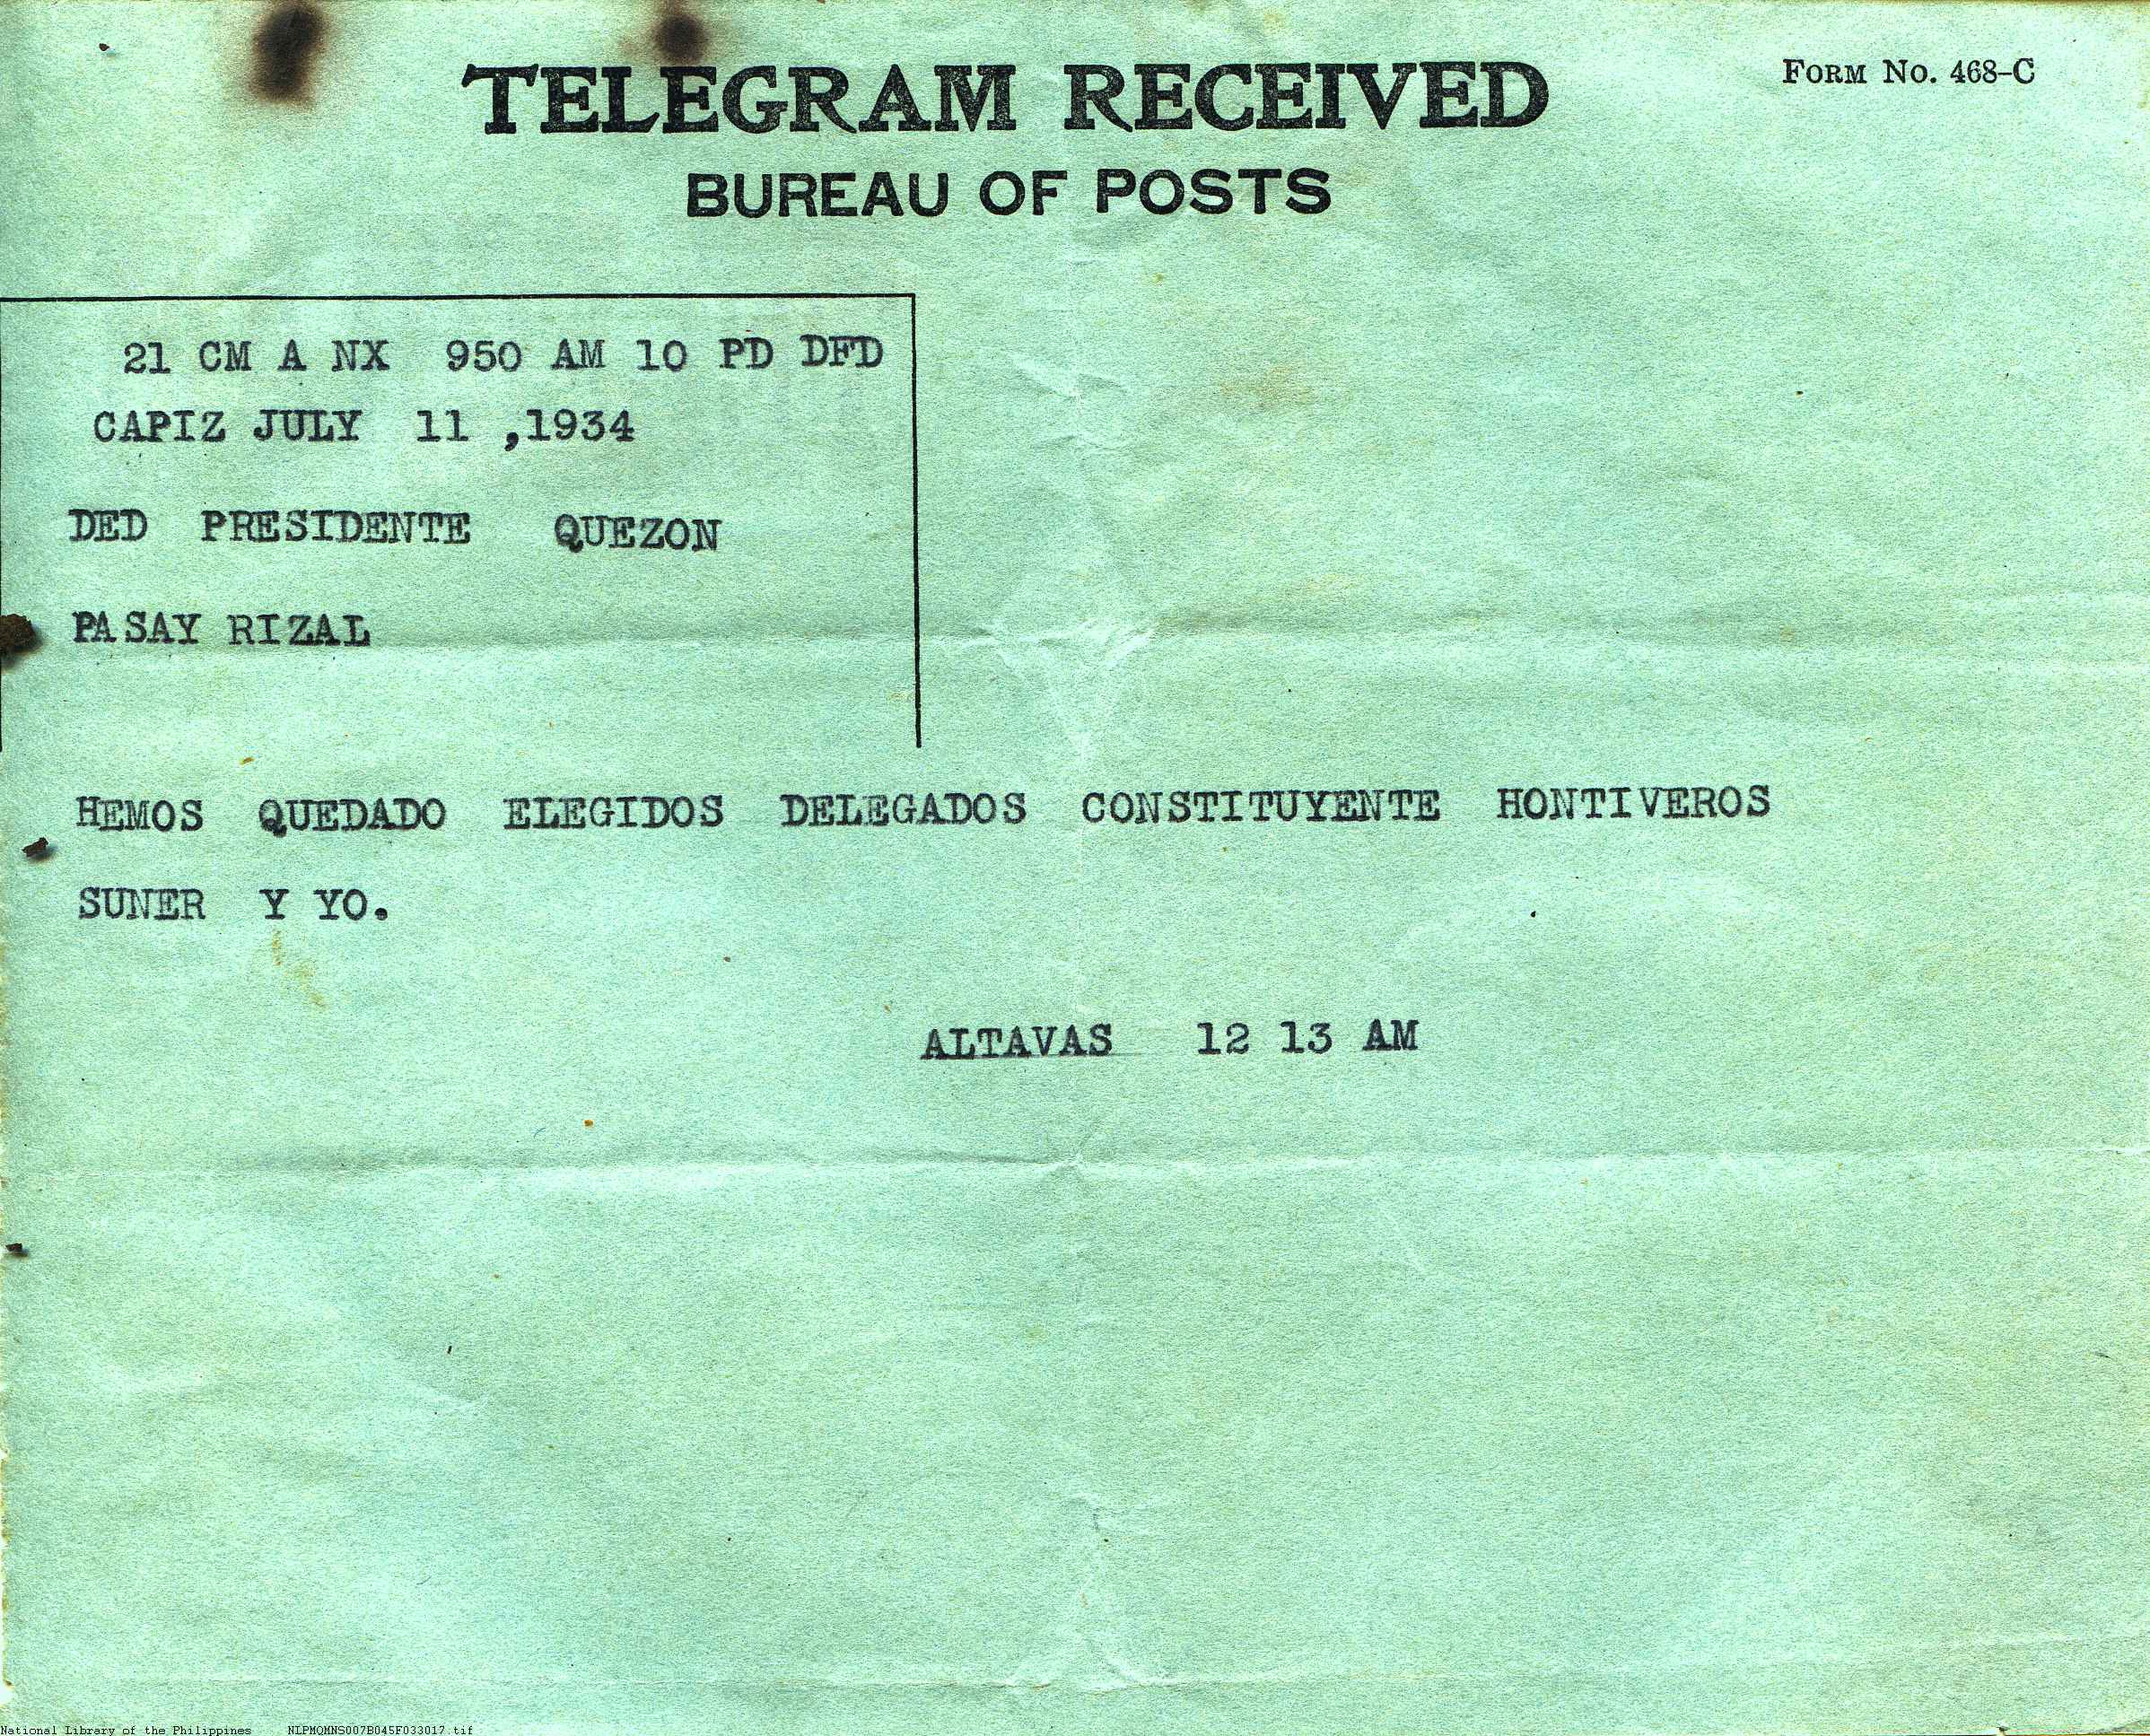 FORM NO. 468-C
TELEGRAM RECEIVED
BUREAU OF POSTS
21 CM A NX 950 AM 10 PD DFD
CAPIZ JULY 11 ,1934
DED PRESIDENTE QUEZON
PASAY RIZAL
HEMOS QUEDADO ELEGIDOS DELEGADOS CONSTITUYENTE HONTIVEROS
SUNER Y YO.
ALTAVAS 12 13 AM
National Library of the Philippines NLPMQMNS007B045F033017.tif